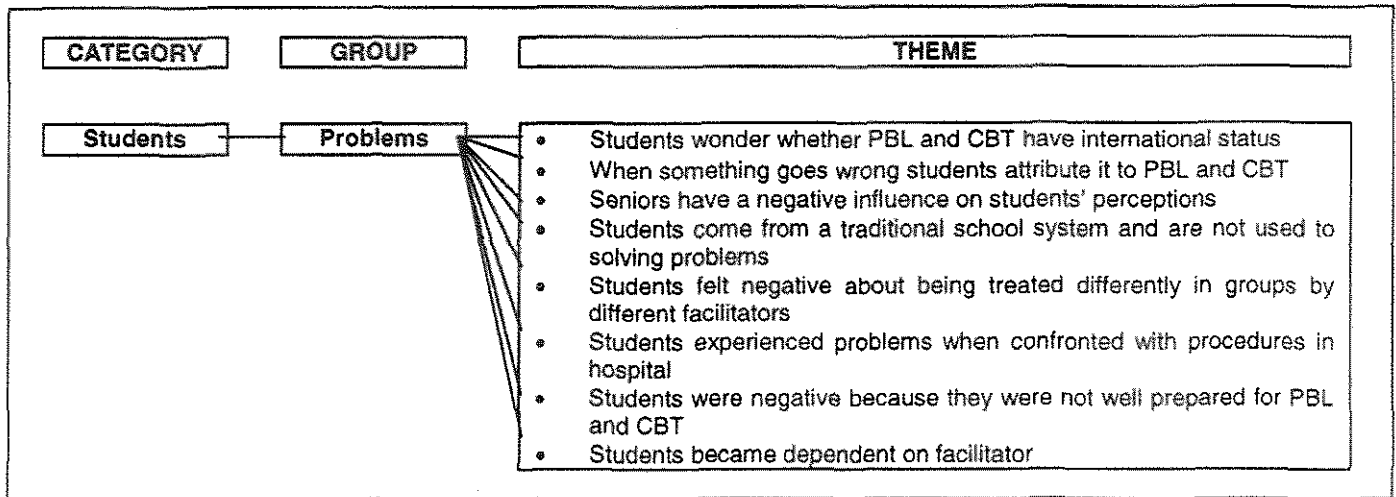 CATEGORY GROUP THEME
Students Problems
• Students wonder whether PBL and CBT have international status
• When something goes wrong students attribute it to PBL and CBT
• Seniors have a negative influence on students' perceptions
• Students come from a traditional school system and are not used to
solving problems
• Students felt negative about being treated differently in groups by
different facilitators
• Students experienced problems when confronted with procedures in
hospital
• Students were negative because they were not well prepared for PBL
and CBT
• Students became dependent on facilitator